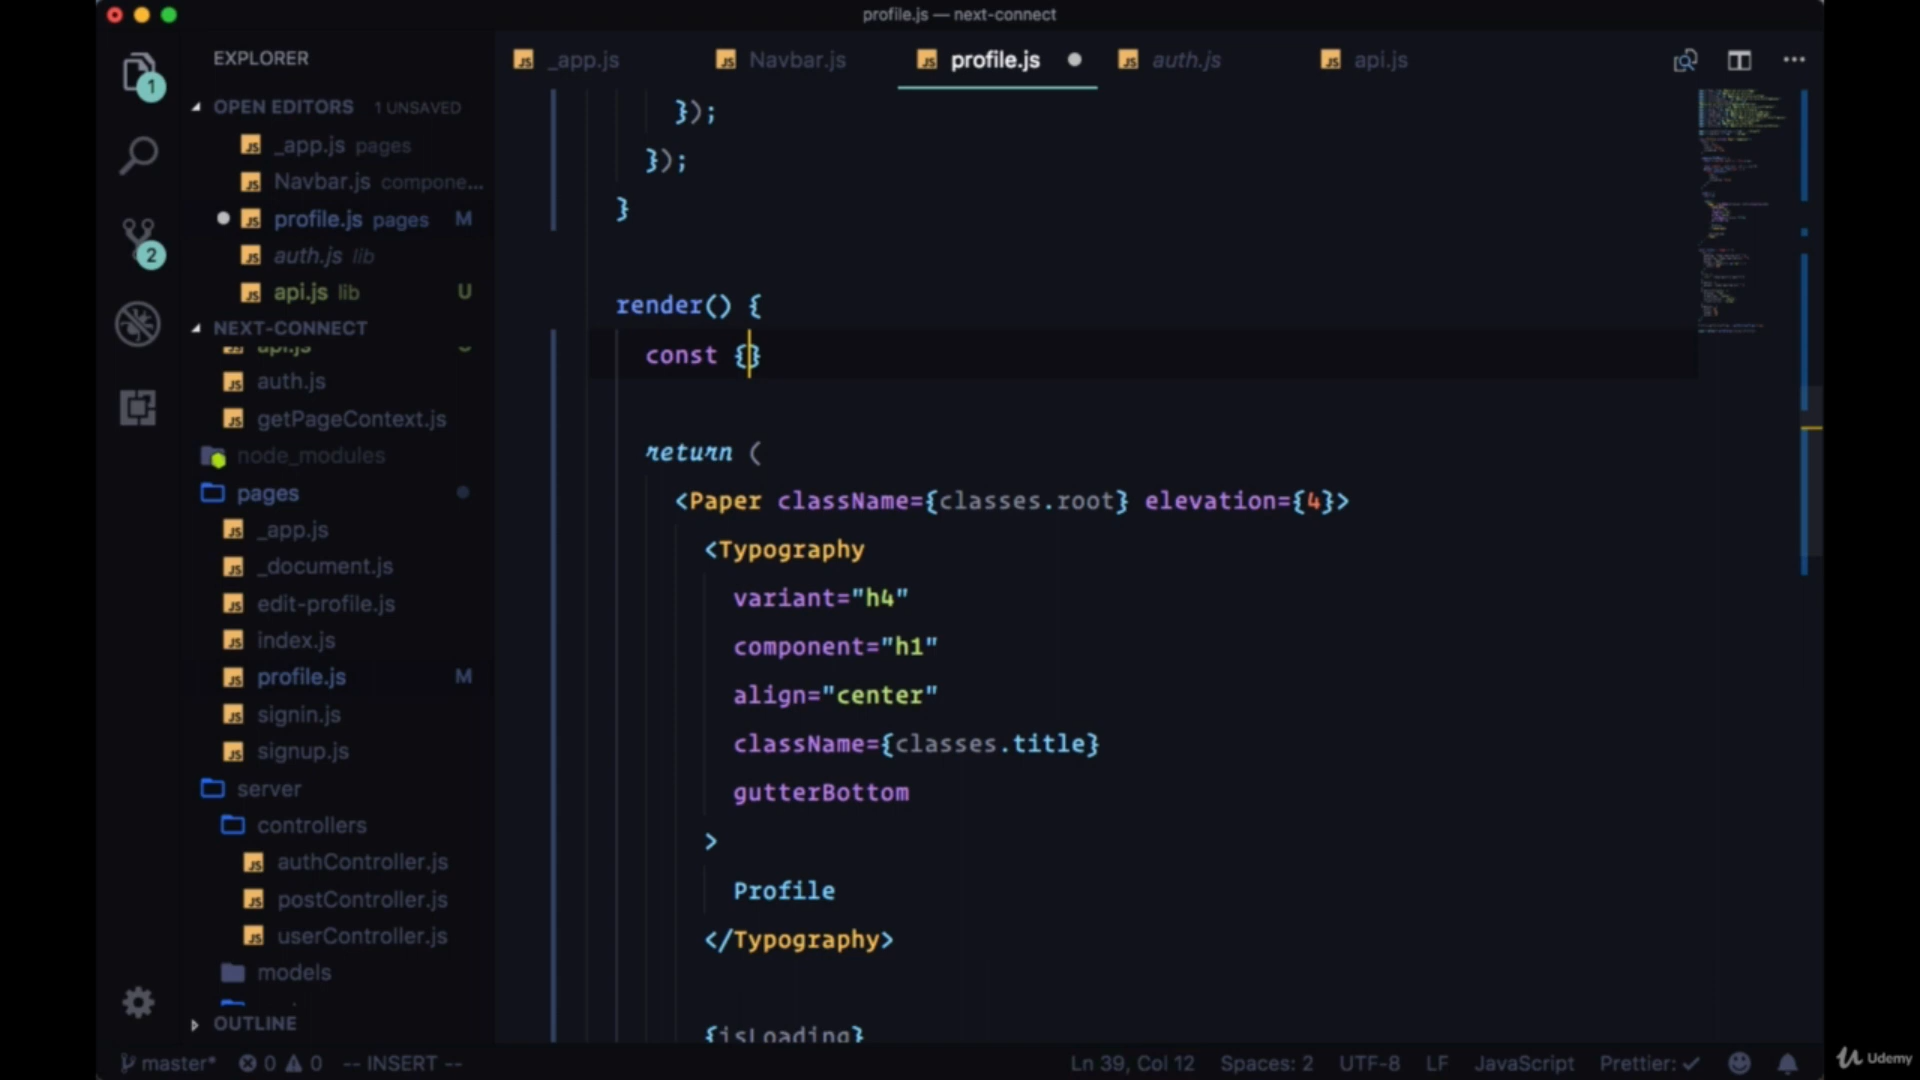 profile.js — next-connect
EXPLORER
OPEN EDITORS 1 UNSAVED
_app.js pages
Navbar.js compone...
profile.js pages M
auth.js lib
api.js lib U
NEXT-CONNECT
api.js
auth.js
getPageContext.js
node_modules
pages
_app.js
_document.js
edit-profile.js
index.js
profile.js M
signin.js
signup.js
server
controllers
authController.js
postController.js
userController.js
models
OUTLINE
_app.js Navbar.js profile.js auth.js api.js
});
});
}
render() {
const {}
return (
<Paper className={classes.root} elevation={4}>
<Typography
variant="h4"
component="h1"
align="center"
className={classes.title}
gutterBottom
>
Profile
</Typography>
{isLoading}
1
2
master* 0 0 -- INSERT -- Ln 39, Col 12 Spaces: 2 UTF-8 LF JavaScript Prettier: ✓
Udemy